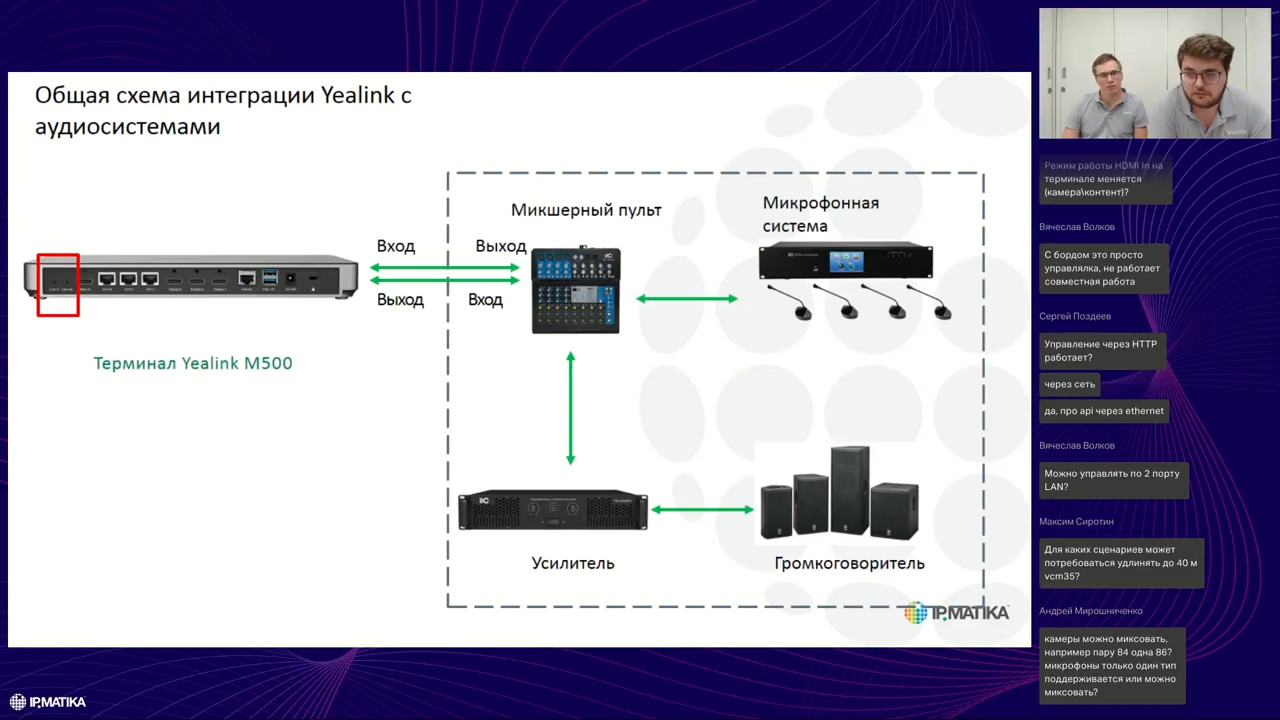 Общая схема интеграции Yealink с
аудиосистемами
Микшерный пульт
Микрофонная
система
Вход
Выход
Выход
Вход
Терминал Yealink M500
Усилитель
Громкоговоритель
IP.MATIKA
IP.MATIKA
Режим работы HDMI In на
терминале меняется
(камера\контент)?
Вячеслав Волков
С бордом это просто
управлялка, не работает
совместная работа
Сергей Поздеев
Управление через HTTP
работает?
через сеть
да, про api через ethernet
Вячеслав Волков
Можно управлять по 2 порту
LAN?
Максим Сиротин
Для каких сценариев может
потребоваться удлинять до 40 м
vcm35?
Андрей Мирошниченко
камеры можно миксовать,
например пару 84 одна 86?
микрофоны только один тип
поддерживается или можно
миксовать?